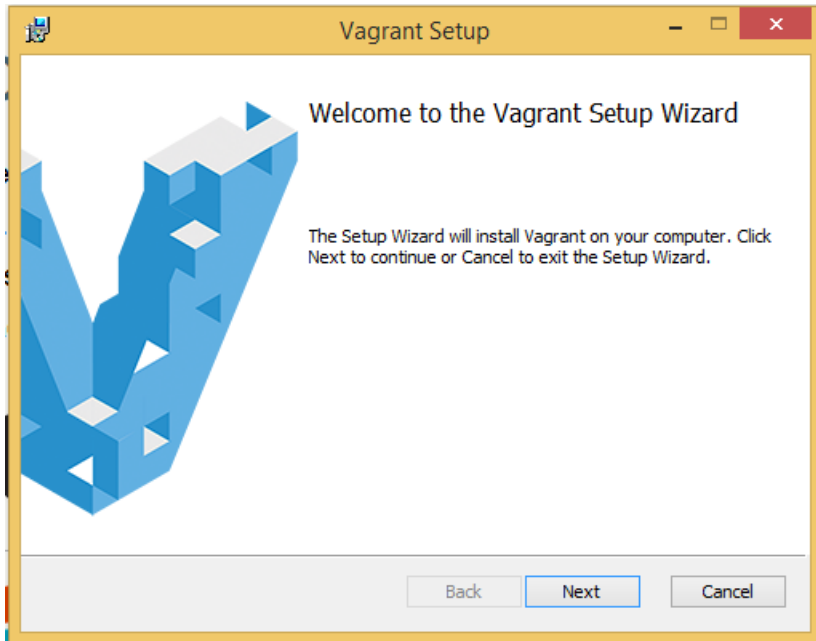 Vagrant Setup
Welcome to the Vagrant Setup Wizard
The Setup Wizard will install Vagrant on your computer. Click
Next to continue or Cancel to exit the Setup Wizard.
Back
Next
Cancel